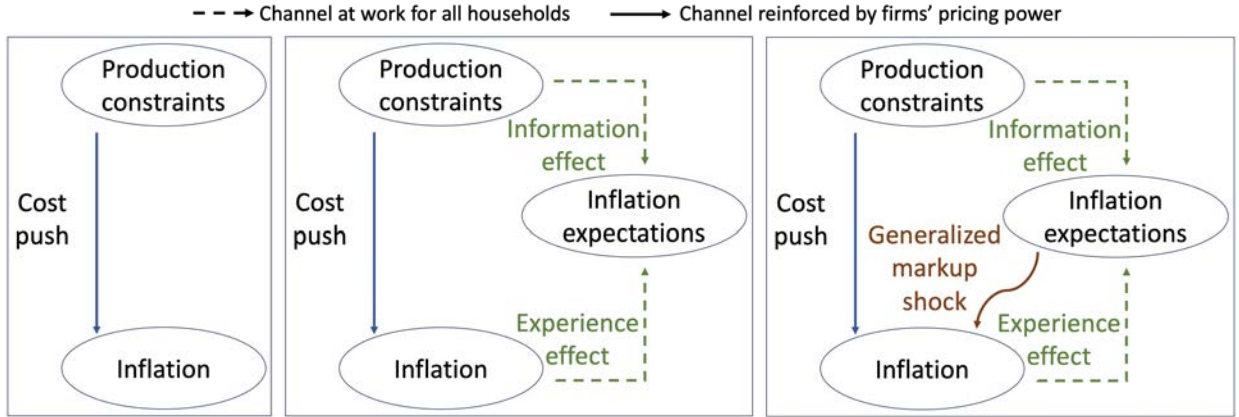 Channel at work for all households
Channel reinforced by firms' pricing power
Production
constraints
Cost
push
Inflation
Production
constraints
Information
effect
Cost
push
Inflation
expectations
Experience
effect
Inflation
Production
constraints
Information
effect
Cost
push
Inflation
expectations
Generalized
markup
shock
Experience
effect
Inflation